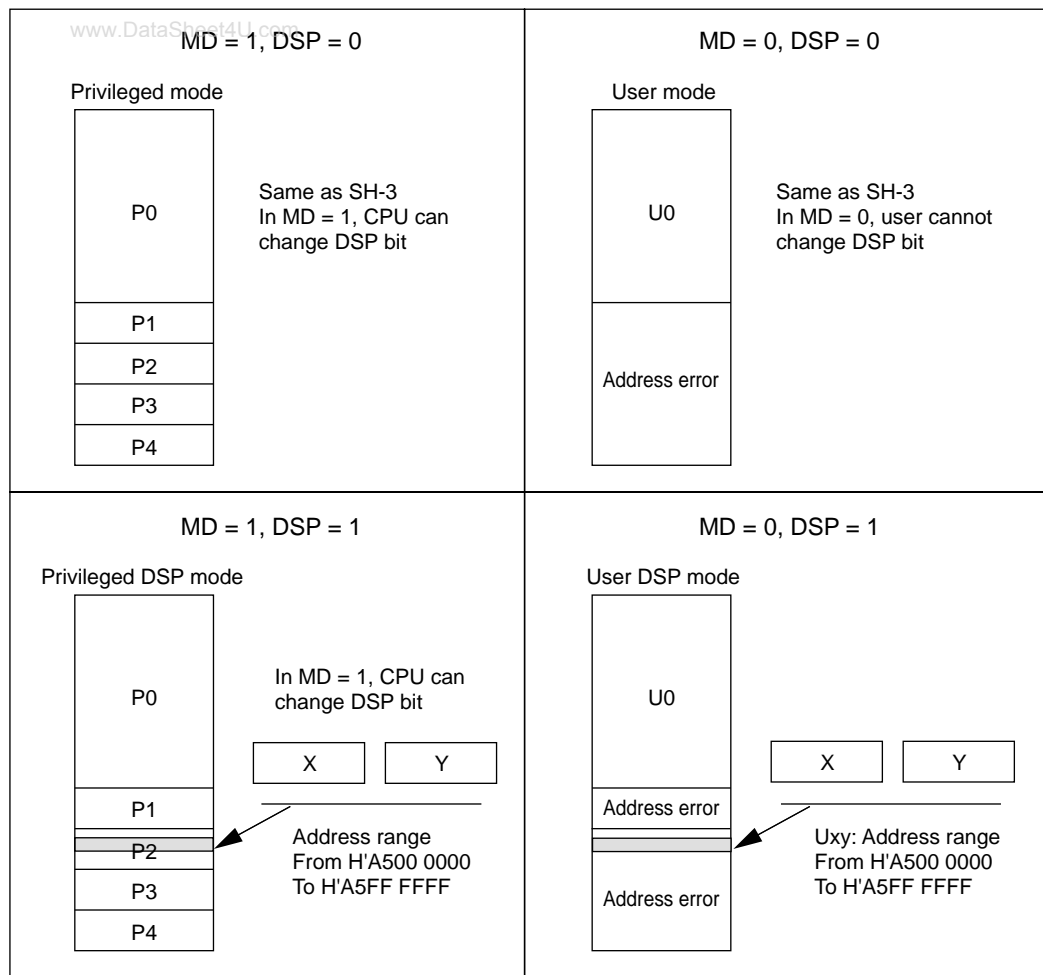 www.DataSheet4U.com
MD = 1, DSP = 0
Privileged mode
P0
Same as SH-3
In MD = 1, CPU can
change DSP bit
P1
P2
P3
P4
MD = 0, DSP = 0
User mode
U0
Same as SH-3
In MD = 0, user cannot
change DSP bit
Address error
MD = 1, DSP = 1
Privileged DSP mode
P0
In MD = 1, CPU can
change DSP bit
X Y
P1
P2
Address range
From H'A500 0000
To H'A5FF FFFF
P3
P4
MD = 0, DSP = 1
User DSP mode
U0
X Y
Address error
Uxy: Address range
From H'A500 0000
To H'A5FF FFFF
Address error